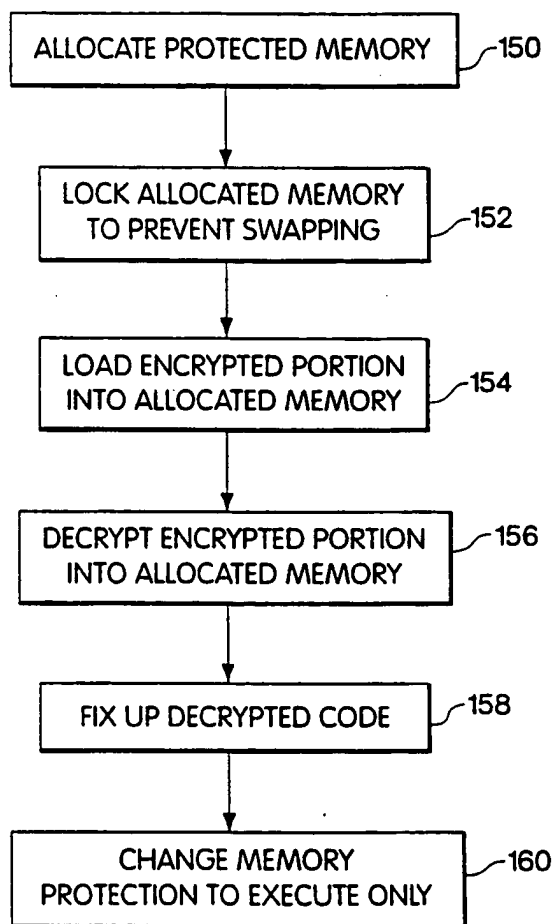 ALLOCATE PROTECTED MEMORY
150
LOCK ALLOCATED MEMORY
TO PREVENT SWAPPING
152
LOAD ENCRYPTED PORTION
INTO ALLOCATED MEMORY
154
DECRYPT ENCRYPTED PORTION
INTO ALLOCATED MEMORY
156
FIX UP DECRYPTED CODE
158
CHANGE MEMORY
PROTECTION TO EXECUTE ONLY
160